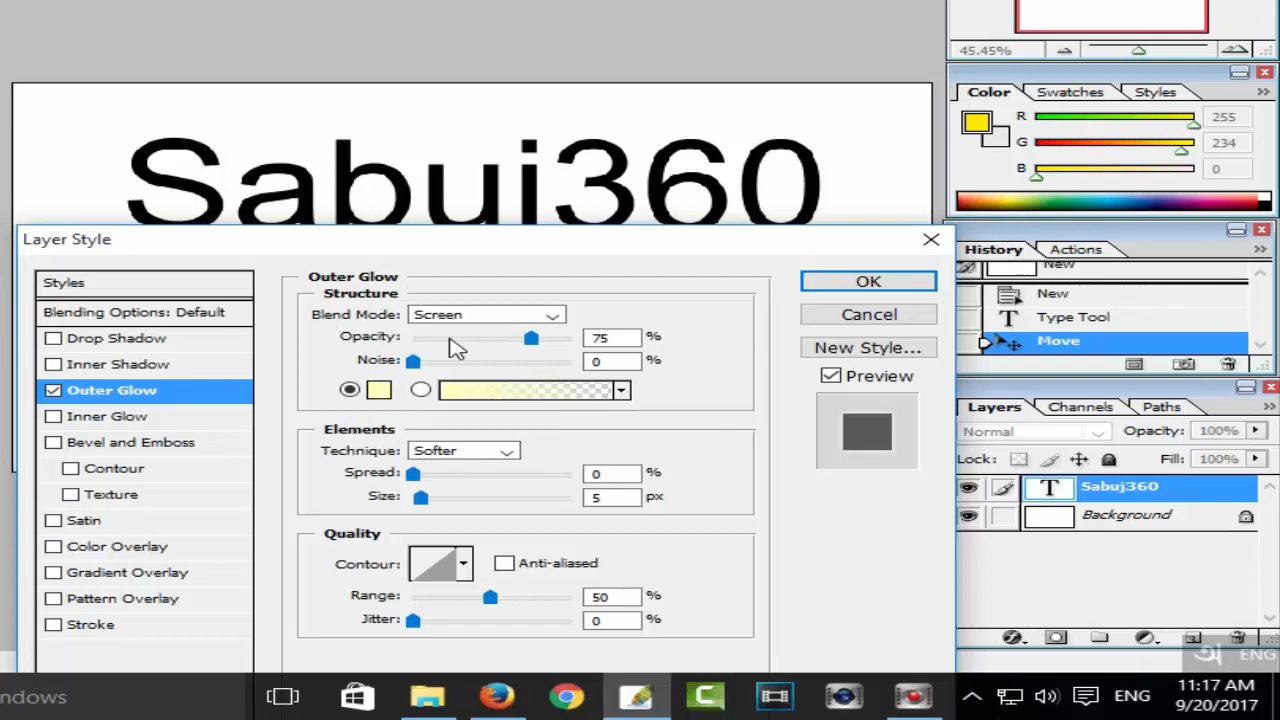 45.45%
Color Swatches Styles
R 255
G 234
B 0
Sabuj360
Layer Style
Styles
Blending Options: Default
Drop Shadow
Inner Shadow
Outer Glow
Inner Glow
Bevel and Emboss
Contour
Texture
Satin
Color Overlay
Gradient Overlay
Pattern Overlay
Stroke
Outer Glow
Structure
Blend Mode: Screen
Opacity: 75 %
Noise: 0 %
Elements
Technique: Softer
Spread: 0 %
Size: 5 px
Quality
Contour: Anti-aliased
Range: 50 %
Jitter: 0 %
OK
Cancel
New Style...
Preview
History Actions
New
New
Type Tool
Move
Layers Channels Paths
Normal Opacity: 100%
Lock: Fill: 100%
T Sabuj360
Background
অ ENG
ndows
ENG
11:17 AM
9/20/2017